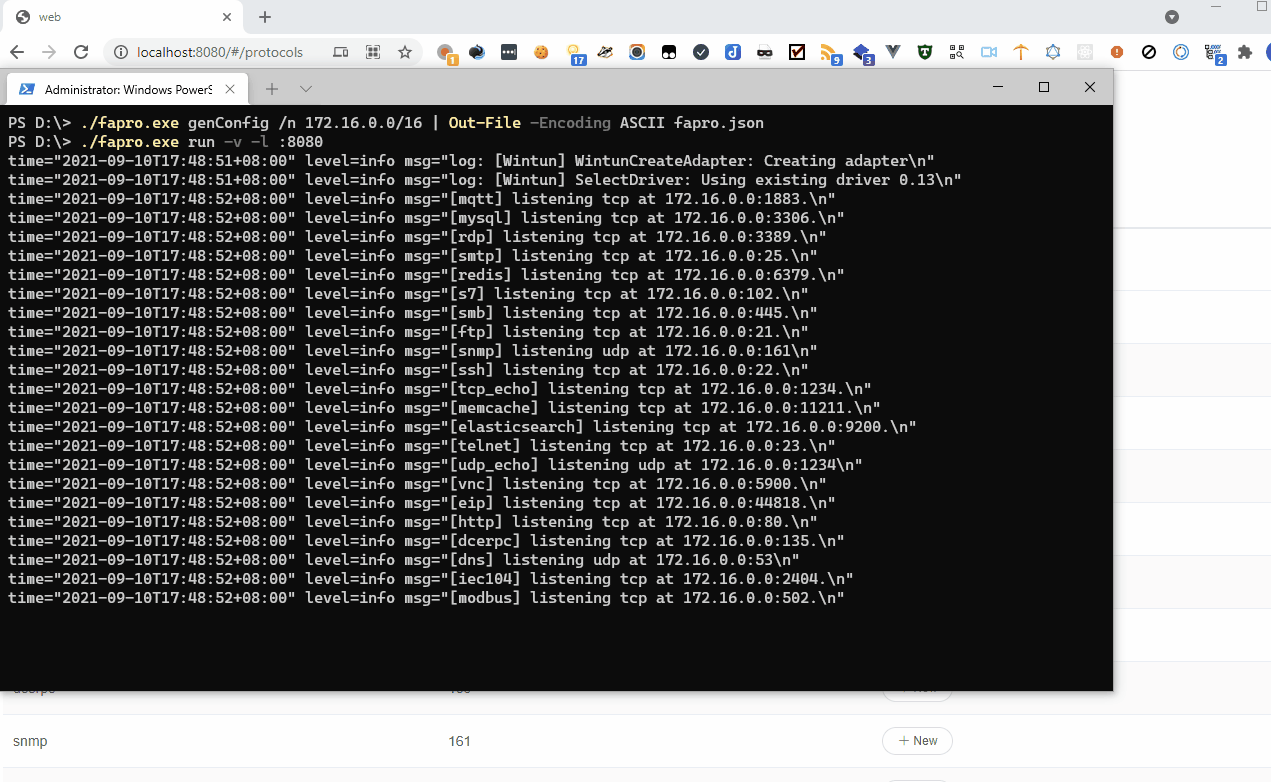 web
localhost:8080/#/protocols
1
17
9
3
2
Administrator: Windows PowerS
PS D:\> ./fapro.exe genConfig /n 172.16.0.0/16 | Out-File -Encoding ASCII fapro.json
PS D:\> ./fapro.exe run -v -l :8080
time="2021-09-10T17:48:51+08:00" level=info msg="log: [Wintun] WintunCreateAdapter: Creating adapter\n"
time="2021-09-10T17:48:51+08:00" level=info msg="log: [Wintun] SelectDriver: Using existing driver 0.13\n"
time="2021-09-10T17:48:52+08:00" level=info msg="[mqtt] listening tcp at 172.16.0.0:1883.\n"
time="2021-09-10T17:48:52+08:00" level=info msg="[mysql] listening tcp at 172.16.0.0:3306.\n"
time="2021-09-10T17:48:52+08:00" level=info msg="[rdp] listening tcp at 172.16.0.0:3389.\n"
time="2021-09-10T17:48:52+08:00" level=info msg="[smtp] listening tcp at 172.16.0.0:25.\n"
time="2021-09-10T17:48:52+08:00" level=info msg="[redis] listening tcp at 172.16.0.0:6379.\n"
time="2021-09-10T17:48:52+08:00" level=info msg="[s7] listening tcp at 172.16.0.0:102.\n"
time="2021-09-10T17:48:52+08:00" level=info msg="[smb] listening tcp at 172.16.0.0:445.\n"
time="2021-09-10T17:48:52+08:00" level=info msg="[ftp] listening tcp at 172.16.0.0:21.\n"
time="2021-09-10T17:48:52+08:00" level=info msg="[snmp] listening udp at 172.16.0.0:161\n"
time="2021-09-10T17:48:52+08:00" level=info msg="[ssh] listening tcp at 172.16.0.0:22.\n"
time="2021-09-10T17:48:52+08:00" level=info msg="[tcp_echo] listening tcp at 172.16.0.0:1234.\n"
time="2021-09-10T17:48:52+08:00" level=info msg="[memcache] listening tcp at 172.16.0.0:11211.\n"
time="2021-09-10T17:48:52+08:00" level=info msg="[elasticsearch] listening tcp at 172.16.0.0:9200.\n"
time="2021-09-10T17:48:52+08:00" level=info msg="[telnet] listening tcp at 172.16.0.0:23.\n"
time="2021-09-10T17:48:52+08:00" level=info msg="[udp_echo] listening udp at 172.16.0.0:1234\n"
time="2021-09-10T17:48:52+08:00" level=info msg="[vnc] listening tcp at 172.16.0.0:5900.\n"
time="2021-09-10T17:48:52+08:00" level=info msg="[eip] listening tcp at 172.16.0.0:44818.\n"
time="2021-09-10T17:48:52+08:00" level=info msg="[http] listening tcp at 172.16.0.0:80.\n"
time="2021-09-10T17:48:52+08:00" level=info msg="[dcerpc] listening tcp at 172.16.0.0:135.\n"
time="2021-09-10T17:48:52+08:00" level=info msg="[dns] listening udp at 172.16.0.0:53\n"
time="2021-09-10T17:48:52+08:00" level=info msg="[iec104] listening tcp at 172.16.0.0:2404.\n"
time="2021-09-10T17:48:52+08:00" level=info msg="[modbus] listening tcp at 172.16.0.0:502.\n"
snmp 161 + New